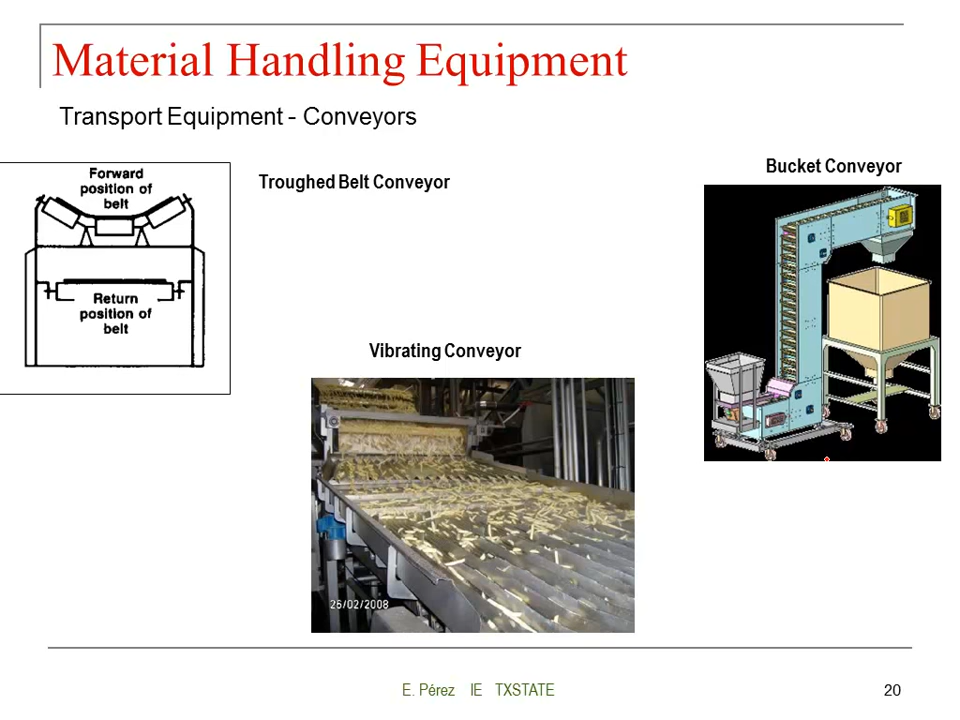 Material Handling Equipment
Transport Equipment - Conveyors
Forward
position of
belt
Return
position of
belt
Troughed Belt Conveyor
Bucket Conveyor
Vibrating Conveyor
26/02/2008
E. Pérez IE TXSTATE
20